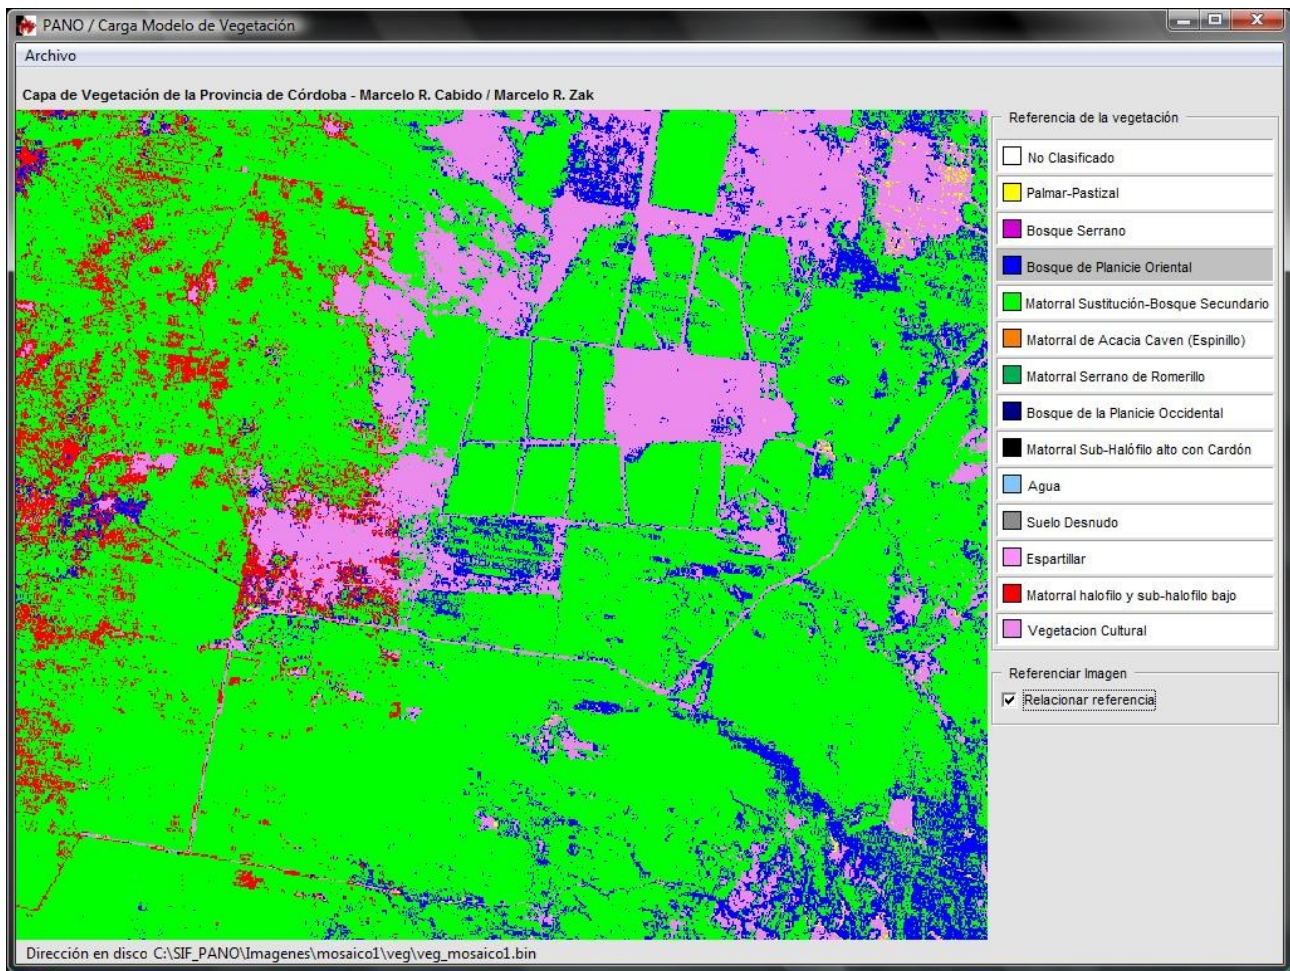 PANO / Carga Modelo de Vegetación
Archivo
Capa de Vegetación de la Provincia de Córdoba - Marcelo R. Cabido / Marcelo R. Zak
Referencia de la vegetación
No Clasificado
Palmar-Pastizal
Bosque Serrano
Bosque de Planicie Oriental
Matorral Sustitución-Bosque Secundario
Matorral de Acacia Caven (Espinillo)
Matorral Serrano de Romerillo
Bosque de la Planicie Occidental
Matorral Sub-Halófilo alto con Cardón
Agua
Suelo Desnudo
Espartillar
Matorral halofilo y sub-halofilo bajo
Vegetacion Cultural
Referenciar Imagen
Relacionar referencia
Dirección en disco C:\SIF_PANO\Imagenes\mosaico1\veg\veg_mosaico1.bin